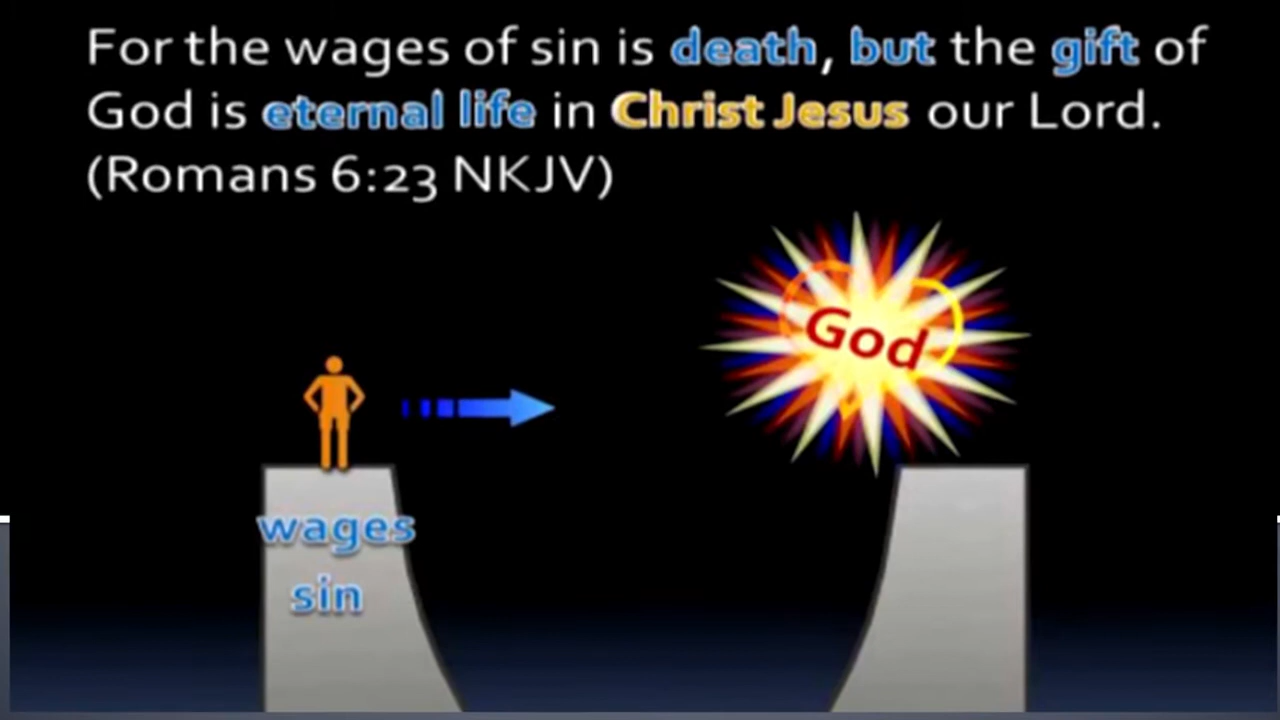 For the wages of sin is death, but the gift of
God is eternal life in Christ Jesus our Lord.
(Romans 6:23 NKJV)
God
wages
sin